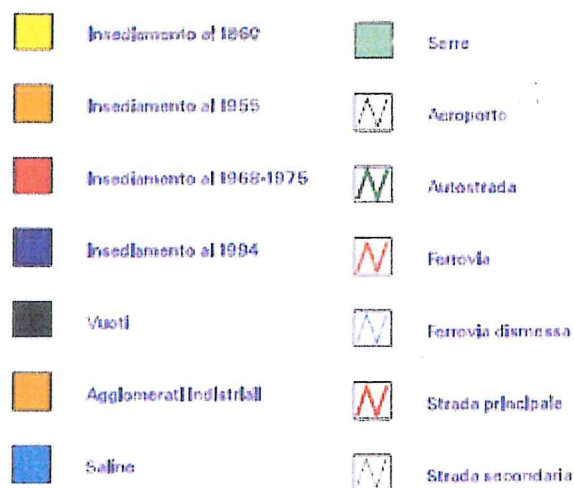 Insediamento al 1860
Insediamento al 1955
Insediamento al 1968-1975
Insediamento al 1994
Vuoti
Agglomerati Indistriali
Saline
Serre
Aeroporto
Autostrada
Ferrovia
Ferrovia dismessa
Strada principale
Strada secondaria